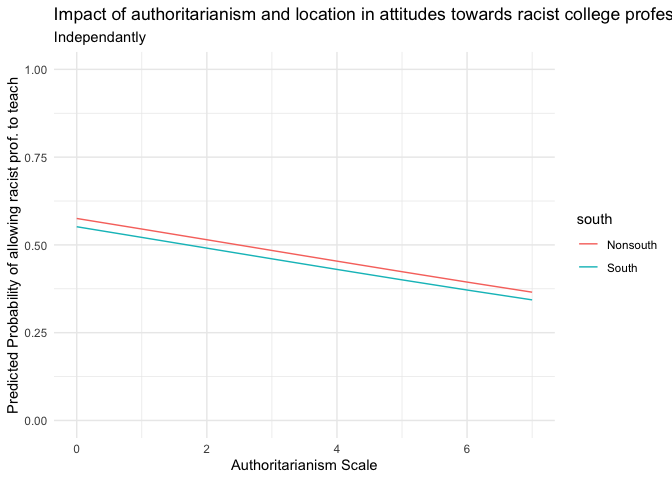 Impact of authoritarianism and location in attitudes towards racist college profes
Independantly
Predicted Probability of allowing racist prof. to teach
1.00
0.75
0.50
0.25
0.00
0
2
4
6
Authoritarianism Scale
south
Nonsouth
South